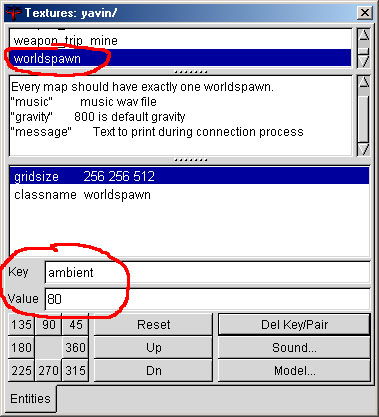 Textures: yavin/
weapon_trip_mine
worldspawn
Every map should have exactly one worldspawn.
"music" music wav file
"gravity" 800 is default gravity
"message" Text to print during connection process
gridsize 256 256 512
classname worldspawn
Key ambient
Value 80
135 90 45 Reset Del Key/Pair
180 360 Up Sound...
225 270 315 Dn Model...
Entities